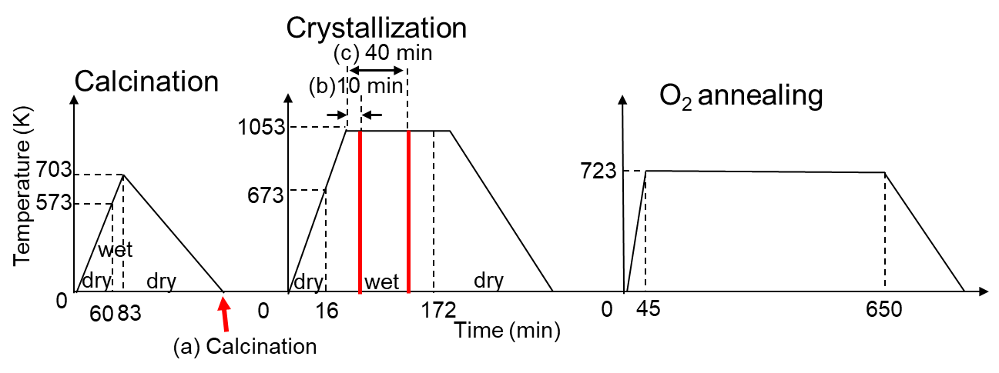 Crystallization
(c) 40 min
Calcination
(b)10 min
O2 annealing
Temperature (K)
1053
703
723
673
573
wet
dry
dry
dry
wet
dry
0
60 83
0
16
172
0
45
650
Time (min)
(a) Calcination